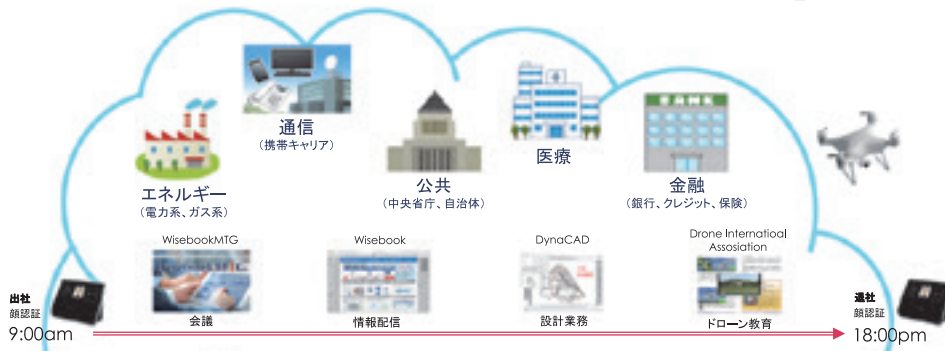 通信
(携帯キャリア)
BANK
エネルギー
(電力系、ガス系)
公共
(中央省庁、自治体)
医療
金融
(銀行、クレジット、保険)
WisebookMTG
Wisebook
DynaCAD
Drone Internatioal
Assosiation
出社
顔認証
9:00am
会議
情報配信
設計業務
ドローン教育
退社
顔認証
18:00pm